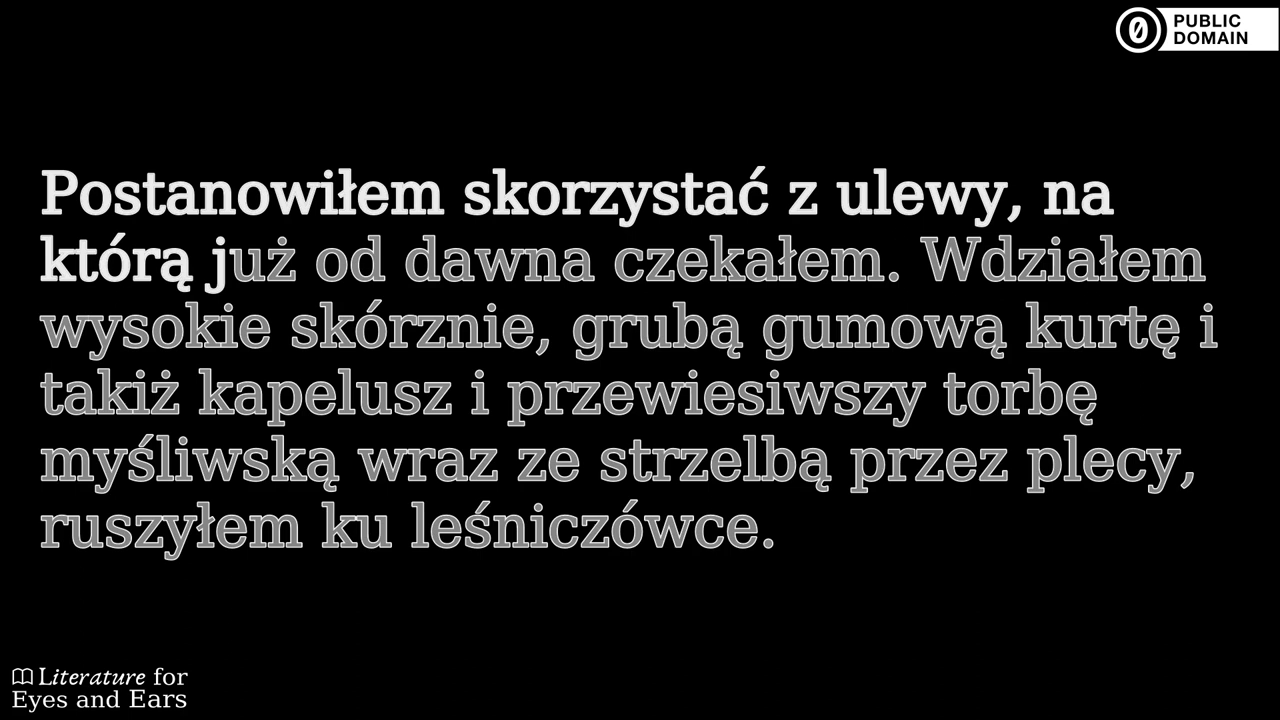 PUBLIC
DOMAIN
Postanowiłem skorzystać z ulewy, na
którą już od dawna czekałem. Wdziałem
wysokie skórznie, grubą gumową kurtę i
takiż kapelusz i przewiesiwszy torbę
myśliwską wraz ze strzelbą przez plecy,
ruszyłem ku leśniczówce.
Literature for
Eyes and Ears